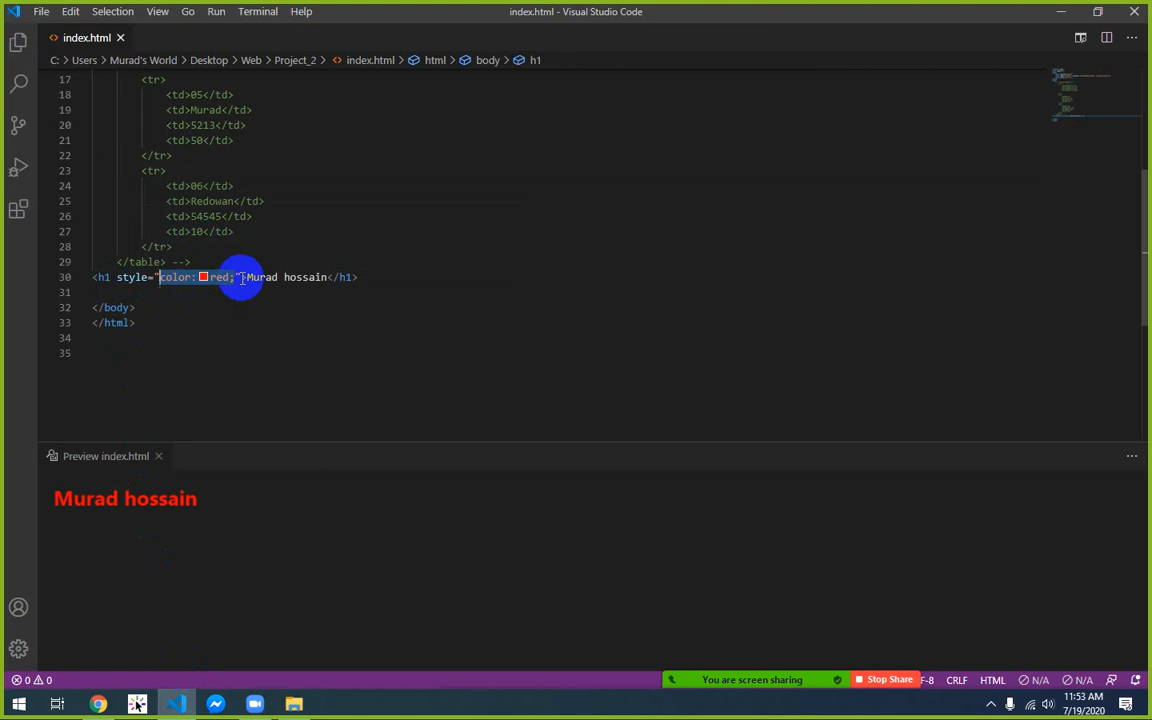 File Edit Selection View Go Run Terminal Help
index.html - Visual Studio Code
index.html
C: > Users > Murad's World > Desktop > Web > Project_2 > index.html > html > body > h1
17 <tr>
18 <td>05</td>
19 <td>Murad</td>
20 <td>5213</td>
21 <td>50</td>
22 </tr>
23 <tr>
24 <td>06</td>
25 <td>Redowan</td>
26 <td>54545</td>
27 <td>10</td>
28 </tr>
29 </table> -->
30 <h1 style="color: red;">Murad hossain</h1>
31
32 </body>
33 </html>
34
35
Preview index.html
Murad hossain
0 0
You are screen sharing
Stop Share
F-8 CRLF HTML N/A N/A
11:53 AM
7/19/2020